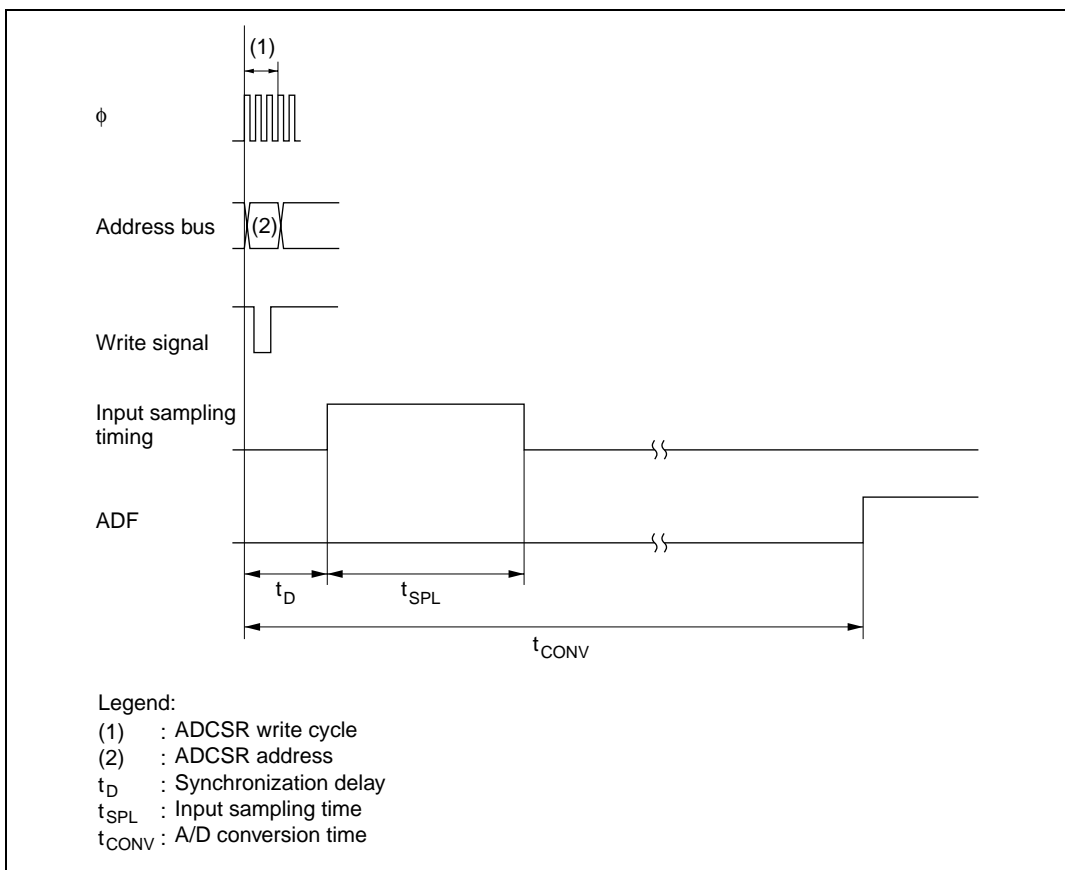 (1)
φ
Address bus
(2)
Write signal
Input sampling
timing
ADF
tD
tSPL
tCONV
Legend:
(1) : ADCSR write cycle
(2) : ADCSR address
tD : Synchronization delay
tSPL : Input sampling time
tCONV : A/D conversion time